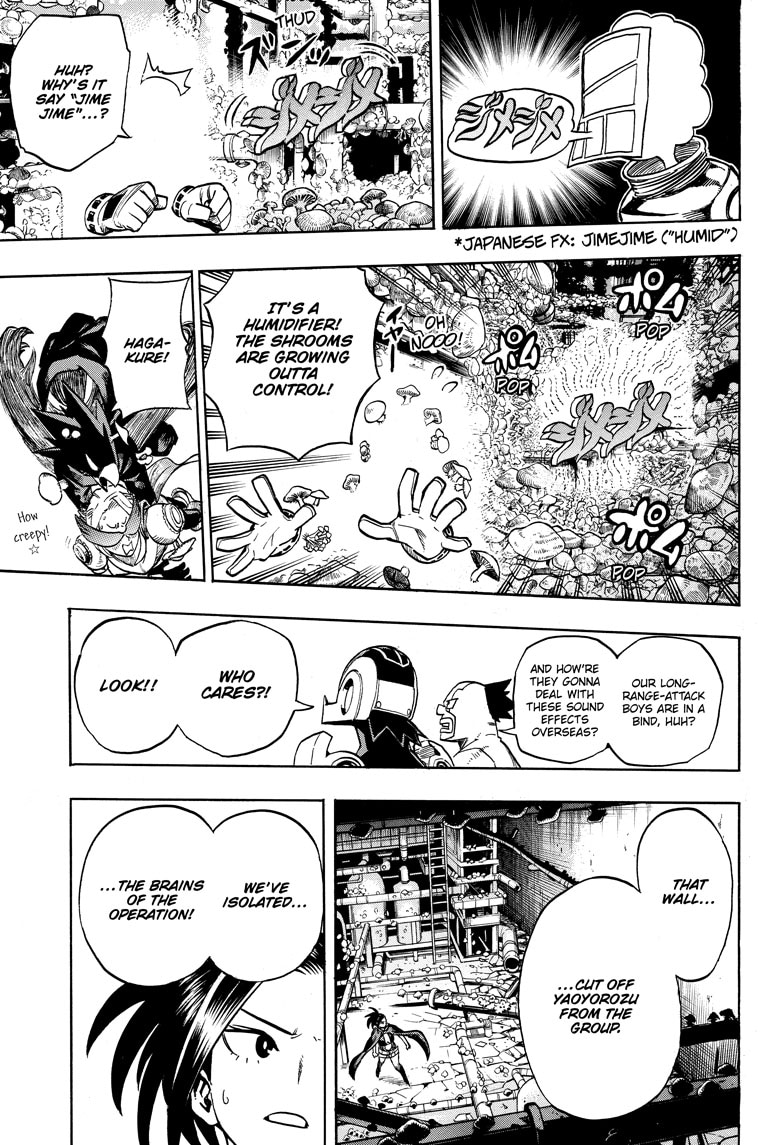 ジメジメ
*JAPANESE FX: JIMEJIME ("HUMID")
THUD
ズンッ
ジメジメ
HUH?
WHY'S IT
SAY "JIME
JIME"...?
ポム
POP
ポム
POP
ジメジメ
ポム
POP
OH
NOOO!
イヤー
IT'S A
HUMIDIFIER!
THE SHROOMS
ARE GROWING
OUTTA
CONTROL!
HAGA-
KURE!
How
creepy!
☆
OUR LONG-
RANGE-ATTACK
BOYS ARE IN A
BIND, HUH?
AND HOW'RE
THEY GONNA
DEAL WITH
THESE SOUND
EFFECTS
OVERSEAS?
WHO
CARES?!
LOOK!!
THAT
WALL...
...CUT OFF
YAOYOROZU
FROM THE
GROUP.
WE'VE
ISOLATED...
...THE BRAINS
OF THE
OPERATION!